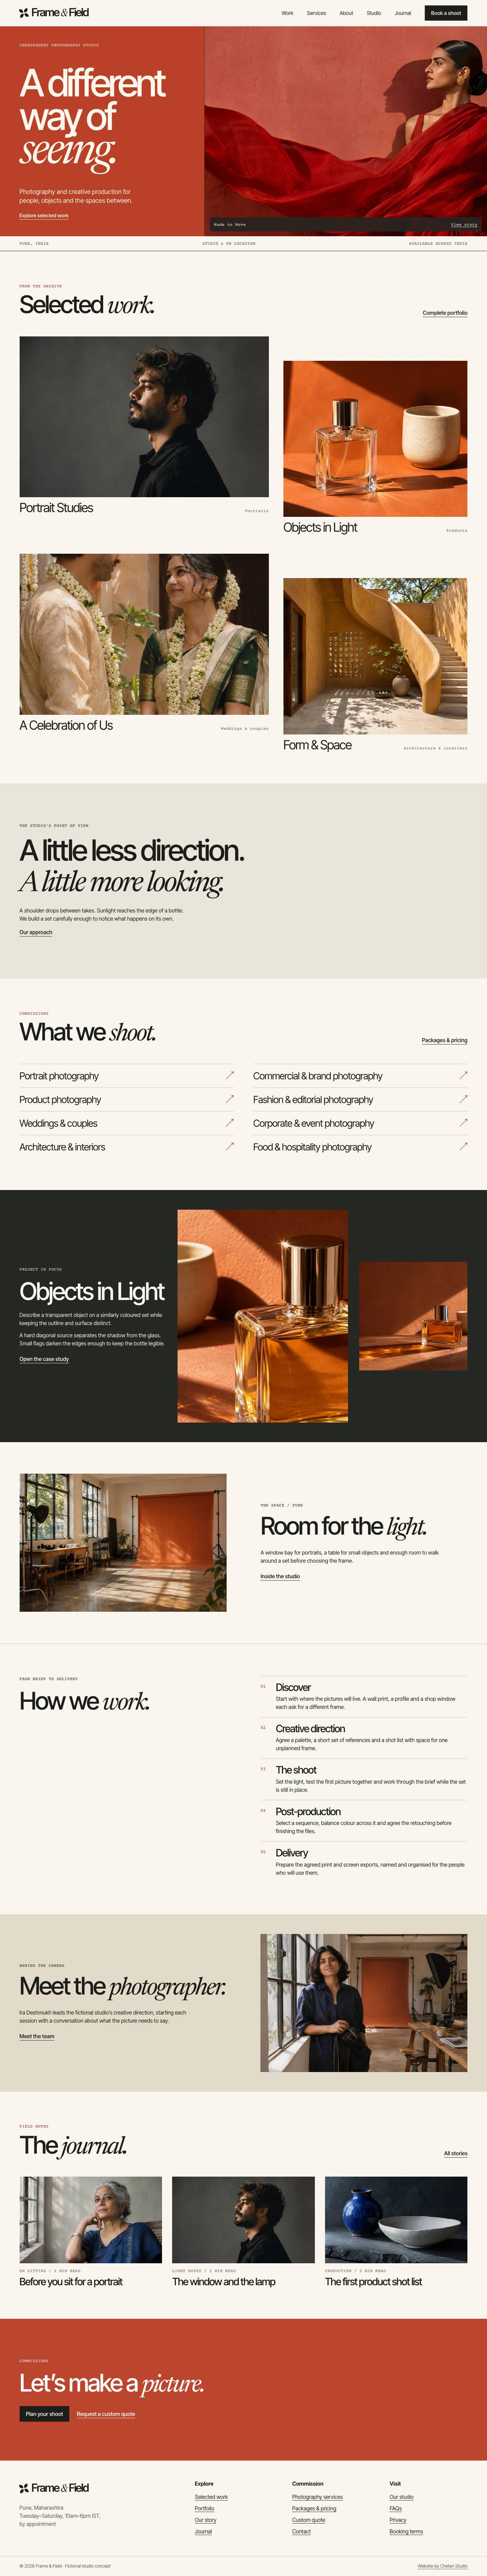 Frame & Field
Work
Services
About
Studio
Journal
Book a shoot
INDEPENDENT PHOTOGRAPHY STUDIO
A different
way of
seeing.
Photography and creative production for
people, objects and the spaces between.
Explore selected work
Made to Move
View story
PUNE, INDIA
STUDIO & ON LOCATION
AVAILABLE ACROSS INDIA
FROM THE ARCHIVE
Selected work.
Complete portfolio
Portrait Studies
Portraits
Objects in Light
Products
A Celebration of Us
Weddings & couples
Form & Space
Architecture & interiors
THE STUDIO'S POINT OF VIEW
A little less direction.
A little more looking.
A shoulder drops between takes. Sunlight reaches the edge of a bottle.
We build a set carefully enough to notice what happens on its own.
Our approach
COMMISSIONS
What we shoot.
Packages & pricing
Portrait photography
Commercial & brand photography
Product photography
Fashion & editorial photography
Weddings & couples
Corporate & event photography
Architecture & interiors
Food & hospitality photography
PROJECT IN FOCUS
Objects in Light
Describe a transparent object on a similarly coloured set while
keeping the outline and surface distinct.
A hard diagonal source separates the shadow from the glass.
Small flags darken the edges enough to keep the bottle legible.
Open the case study
THE SPACE / PUNE
Room for the light.
A window bay for portraits, a table for small objects and enough room to walk
around a set before choosing the frame.
Inside the studio
FROM BRIEF TO DELIVERY
How we work.
01
Discover
Start with where the pictures will live. A wall print, a profile and a shop window
each ask for a different frame.
02
Creative direction
Agree a palette, a short set of references and a shot list with space for one
unplanned frame.
03
The shoot
Set the light, test the first picture together and work through the brief while the set
is still in place.
04
Post-production
Select a sequence, balance colour across it and agree the retouching before
finishing the files.
05
Delivery
Prepare the agreed print and screen exports, named and organised for the people
who will use them.
BEHIND THE CAMERA
Meet the photographer.
Ira Deshmukh leads the fictional studio's creative direction, starting each
session with a conversation about what the picture needs to say.
Meet the team
FIELD NOTES
The journal.
All stories
ON SITTING / 2 MIN READ
Before you sit for a portrait
LIGHT NOTES / 2 MIN READ
The window and the lamp
PRODUCTION / 2 MIN READ
The first product shot list
COMMISSIONS
Let's make a picture.
Plan your shoot
Request a custom quote
Frame & Field
Pune, Maharashtra
Tuesday–Saturday, 10am–6pm IST,
by appointment
Explore
Selected work
Portfolio
Our story
Journal
Commission
Photography services
Packages & pricing
Custom quote
Contact
Visit
Our studio
FAQs
Privacy
Booking terms
© 2026 Frame & Field · Fictional studio concept
Website by Chetan Studio